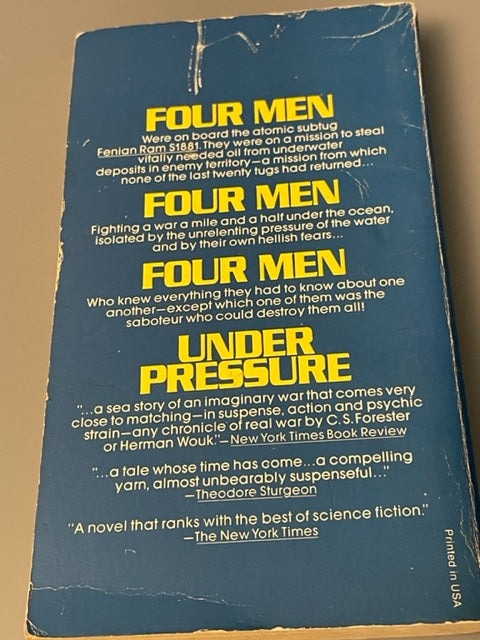 FOUR MEN
Were on board the atomic subtug
Fenian Ram S1881. They were on a mission to steal
vitally needed oil from underwater
deposits in enemy territory—a mission from which
none of the last twenty tugs had returned...
FOUR MEN
Fighting a war a mile and a half under the ocean,
isolated by the unrelenting pressure of the water
and by their own hellish fears...
FOUR MEN
Who knew everything they had to know about one
another—except which one of them was the
saboteur who could destroy them all!
UNDER
PRESSURE
"...a sea story of an imaginary war that comes very
close to matching—in suspense, action and psychic
strain—any chronicle of real war by C.S. Forester
or Herman Wouk."—New York Times Book Review
"...a tale whose time has come...a compelling
yarn, almost unbearably suspenseful..."
—Theodore Sturgeon
"A novel that ranks with the best of science fiction."
—The New York Times
Printed in USA